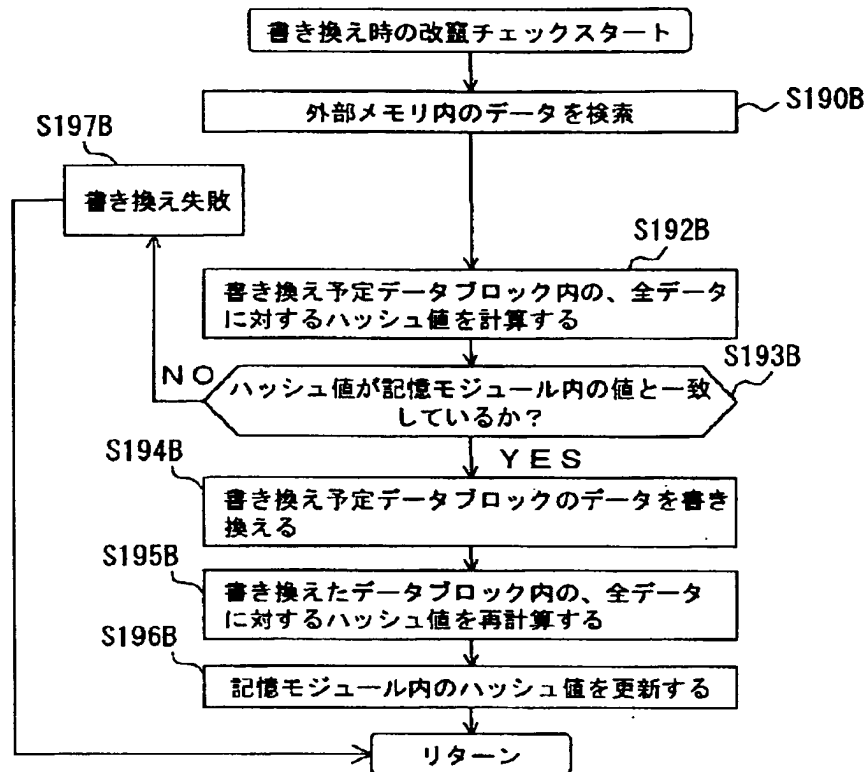 書き換え時の改竄チェックスタート
S190B
外部メモリ内のデータを検索
S197B
書き換え失敗
S192B
書き換え予定データブロック内の、全データ
に対するハッシュ値を計算する
S193B
NO
ハッシュ値が記憶モジュール内の値と一致
しているか?
YES
S194B
書き換え予定データブロックのデータを書き
換える
S195B
書き換えたデータブロック内の、全データ
に対するハッシュ値を再計算する
S196B
記憶モジュール内のハッシュ値を更新する
リターン